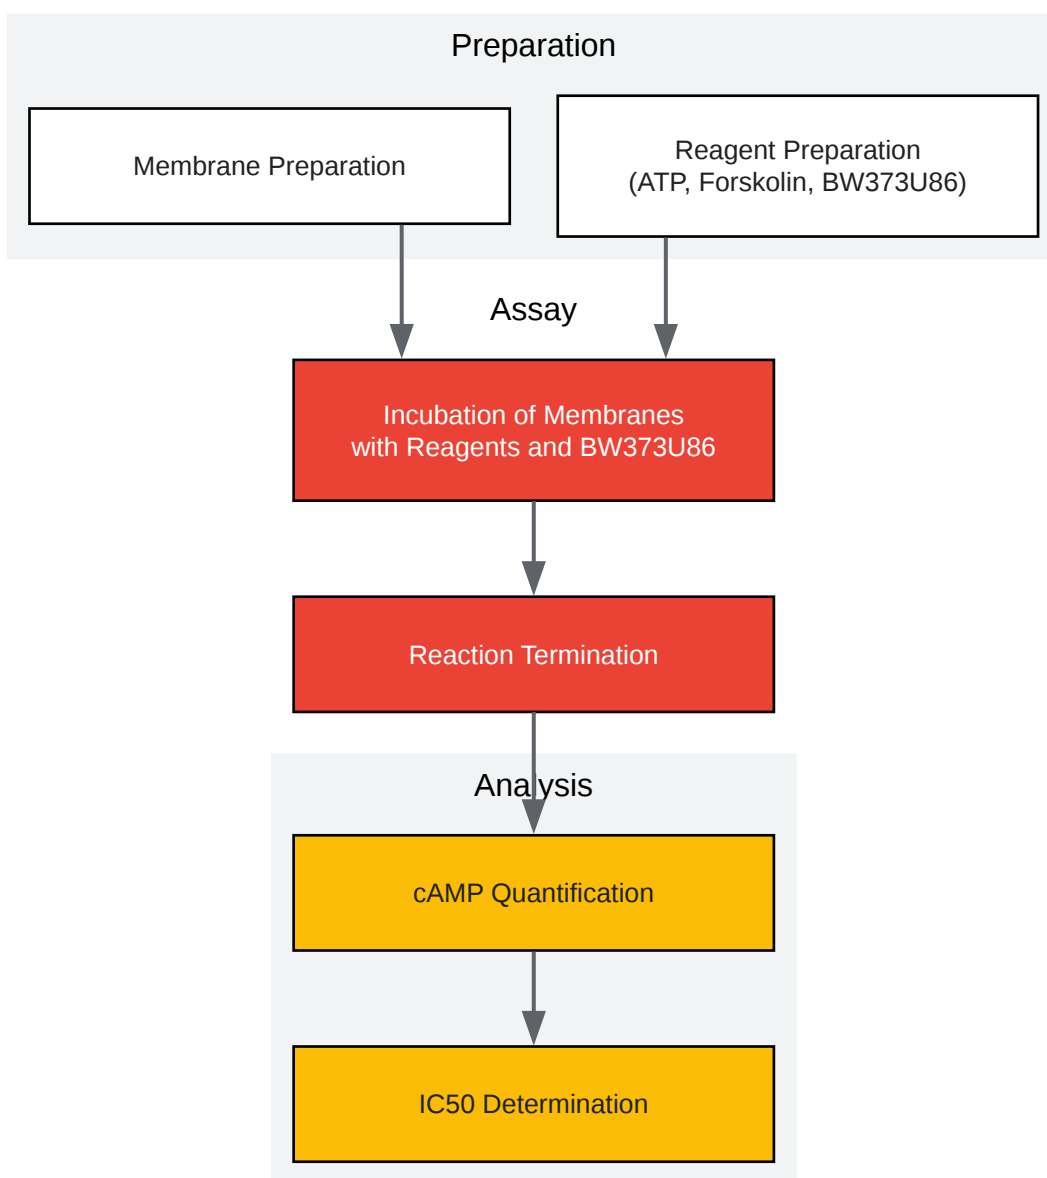 Preparation
Membrane Preparation
Reagent Preparation
(ATP, Forskolin, BW373U86)
Assay
Incubation of Membranes
with Reagents and BW373U86
Reaction Termination
Analysis
cAMP Quantification
IC50 Determination